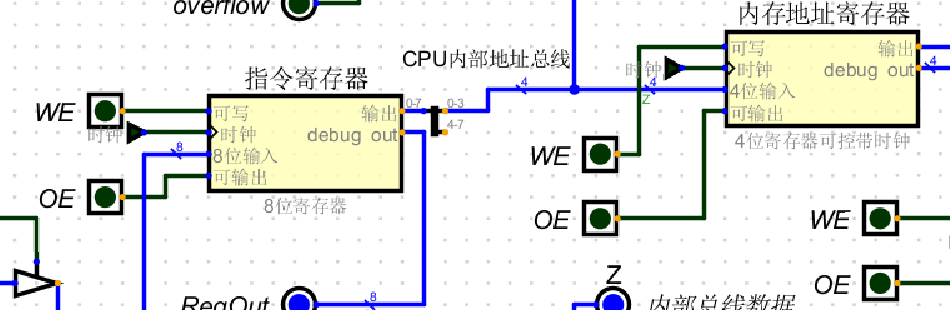 overflow
内存地址寄存器
可写
输出
CPU内部地址总线
时钟
时钟
debug out
4
指令寄存器
4
4
4位输入
Z
可输出
WE
可写
输出
0-7
0-3
时钟
时钟
debug out
4-7
4位寄存器可控带时钟
8
8位输入
WE
OE
可输出
8位寄存器
OE
WE
Z
OE
RegOut
8
内部总线数据